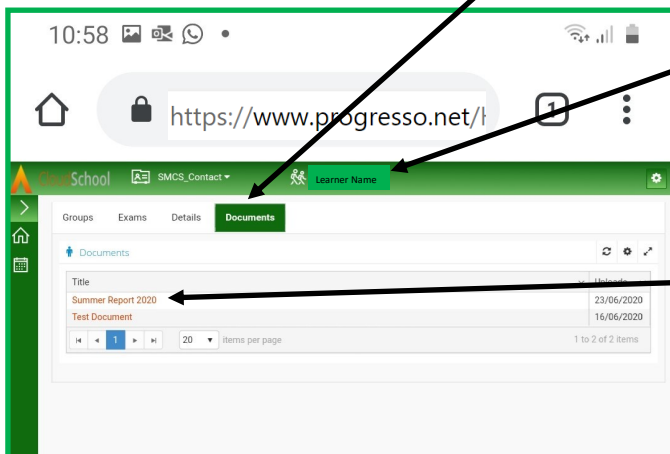 10:58
https://www.progresso.net/
1
CloudSchool SMCS_Contact Learner Name
Groups Exams Details Documents
Documents
Title
Summer Report 2020 23/06/2020
Test Document 16/06/2020
1 20 items per page 1 to 2 of 2 items